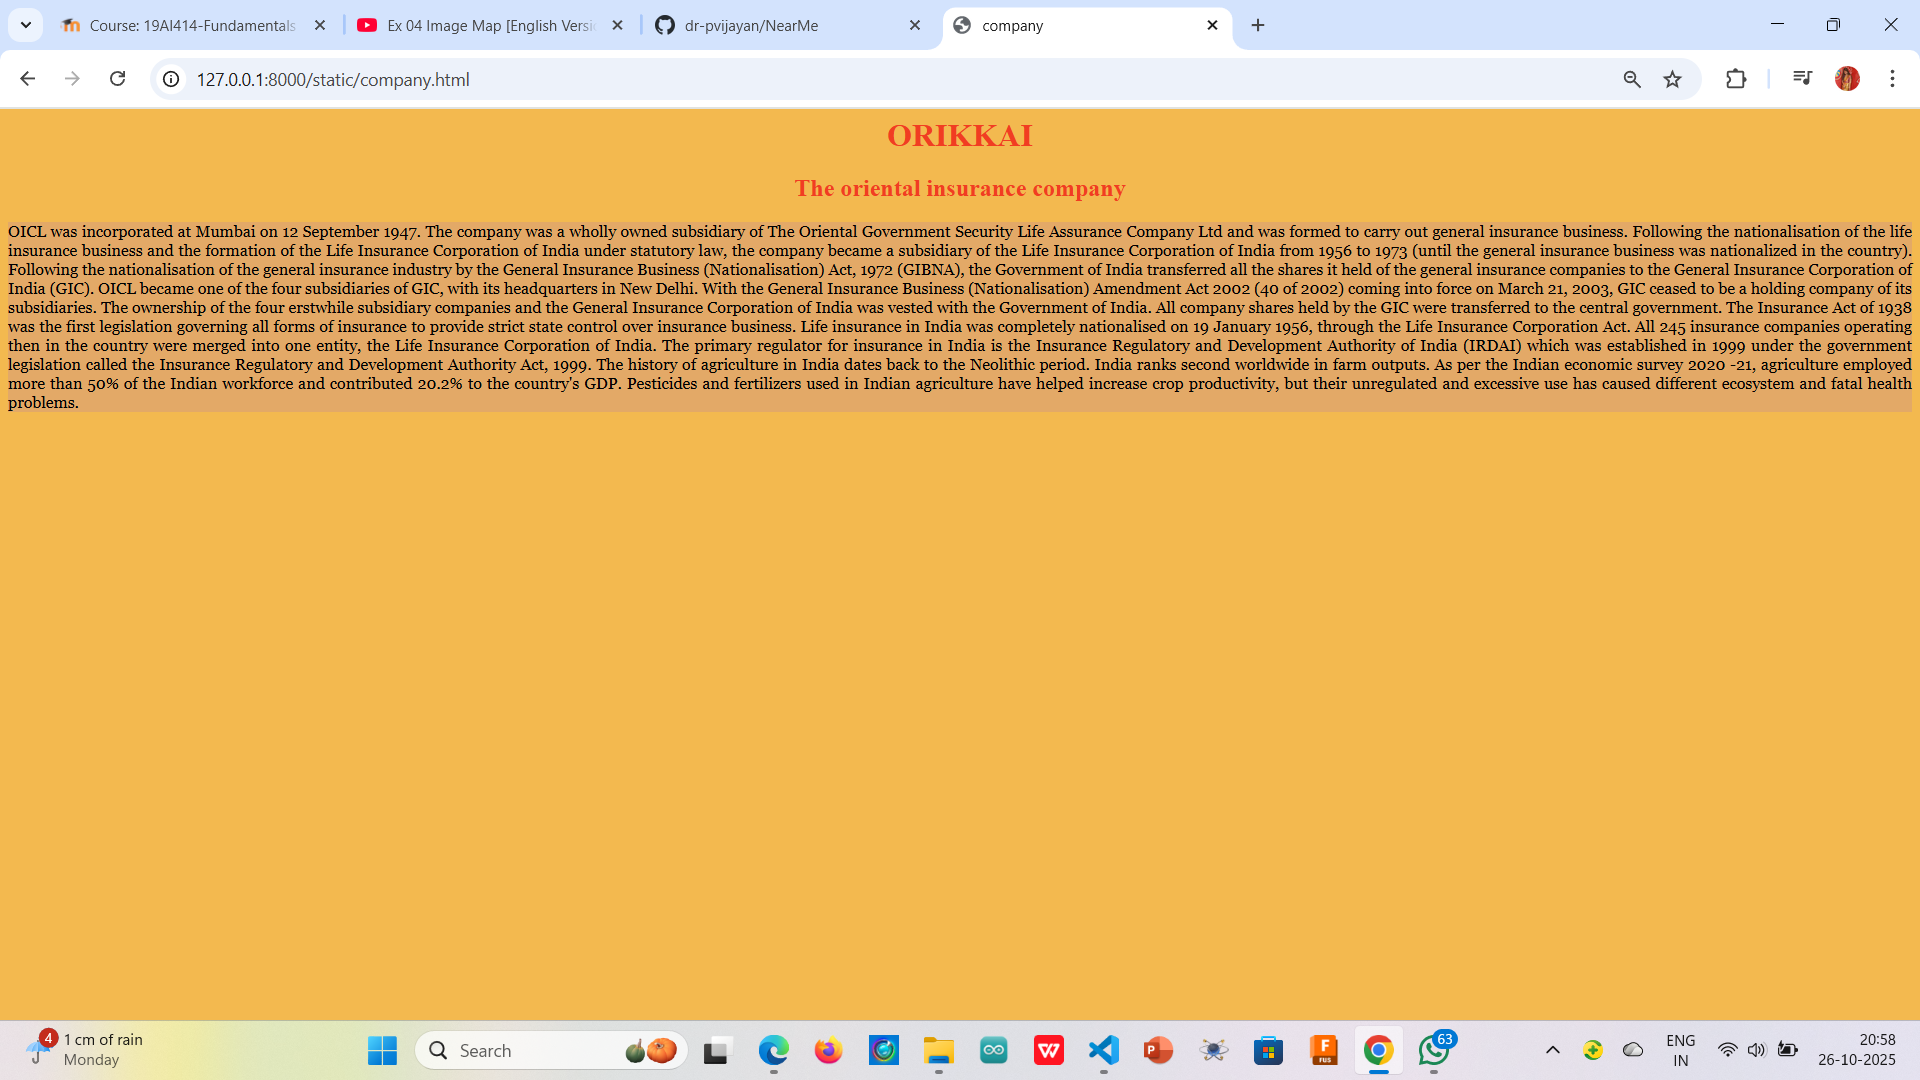 Course: 19AI414-Fundamentals
Ex 04 Image Map [English Versi
dr-pvijayan/NearMe
company
127.0.0.1:8000/static/company.html
ORIKKAI
The oriental insurance company
OICL was incorporated at Mumbai on 12 September 1947. The company was a wholly owned subsidiary of The Oriental Government Security Life Assurance Company Ltd and was formed to carry out general insurance business. Following the nationalisation of the life
insurance business and the formation of the Life Insurance Corporation of India under statutory law, the company became a subsidiary of the Life Insurance Corporation of India from 1956 to 1973 (until the general insurance business was nationalized in the country).
Following the nationalisation of the general insurance industry by the General Insurance Business (Nationalisation) Act, 1972 (GIBNA), the Government of India transferred all the shares it held of the general insurance companies to the General Insurance Corporation of
India (GIC). OICL became one of the four subsidiaries of GIC, with its headquarters in New Delhi. With the General Insurance Business (Nationalisation) Amendment Act 2002 (40 of 2002) coming into force on March 21, 2003, GIC ceased to be a holding company of its
subsidiaries. The ownership of the four erstwhile subsidiary companies and the General Insurance Corporation of India was vested with the Government of India. All company shares held by the GIC were transferred to the central government. The Insurance Act of 1938
was the first legislation governing all forms of insurance to provide strict state control over insurance business. Life insurance in India was completely nationalised on 19 January 1956, through the Life Insurance Corporation Act. All 245 insurance companies operating
then in the country were merged into one entity, the Life Insurance Corporation of India. The primary regulator for insurance in India is the Insurance Regulatory and Development Authority of India (IRDAI) which was established in 1999 under the government
legislation called the Insurance Regulatory and Development Authority Act, 1999. The history of agriculture in India dates back to the Neolithic period. India ranks second worldwide in farm outputs. As per the Indian economic survey 2020 -21, agriculture employed
more than 50% of the Indian workforce and contributed 20.2% to the country's GDP. Pesticides and fertilizers used in Indian agriculture have helped increase crop productivity, but their unregulated and excessive use has caused different ecosystem and fatal health
problems.
4
1 cm of rain
Monday
Search
W
P
F
FUS
63
ENG
IN
20:58
26-10-2025